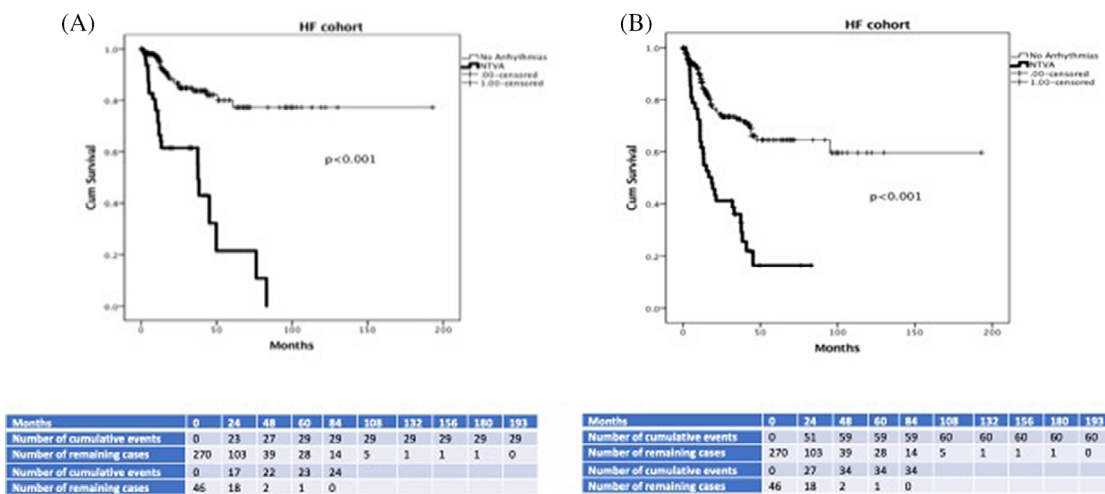 (A)
HF cohort
No Arrhythmias
NTVA
.00-censored
1.00-censored
p<0.001
Cum Survival
1.0
0.8
0.6
0.4
0.2
0.0
0 50 100 150 200
Months
(B)
HF cohort
No Arrhythmias
NTVA
.00-censored
1.00-censored
p<0.001
Cum Survival
1.0
0.8
0.6
0.4
0.2
0.0
0 50 100 150 200
Months
Months 0 24 48 60 84 108 132 156 180 193
Number of cumulative events 0 23 27 29 29 29 29 29 29 29
Number of remaining cases 270 103 39 28 14 5 1 1 1 0
Number of cumulative events 0 17 22 23 24
Number of remaining cases 46 18 2 1 0
Months 0 24 48 60 84 108 132 156 180 193
Number of cumulative events 0 51 59 59 59 60 60 60 60 60
Number of remaining cases 270 103 39 28 14 5 1 1 1 0
Number of cumulative events 0 27 34 34 34
Number of remaining cases 46 18 2 1 0